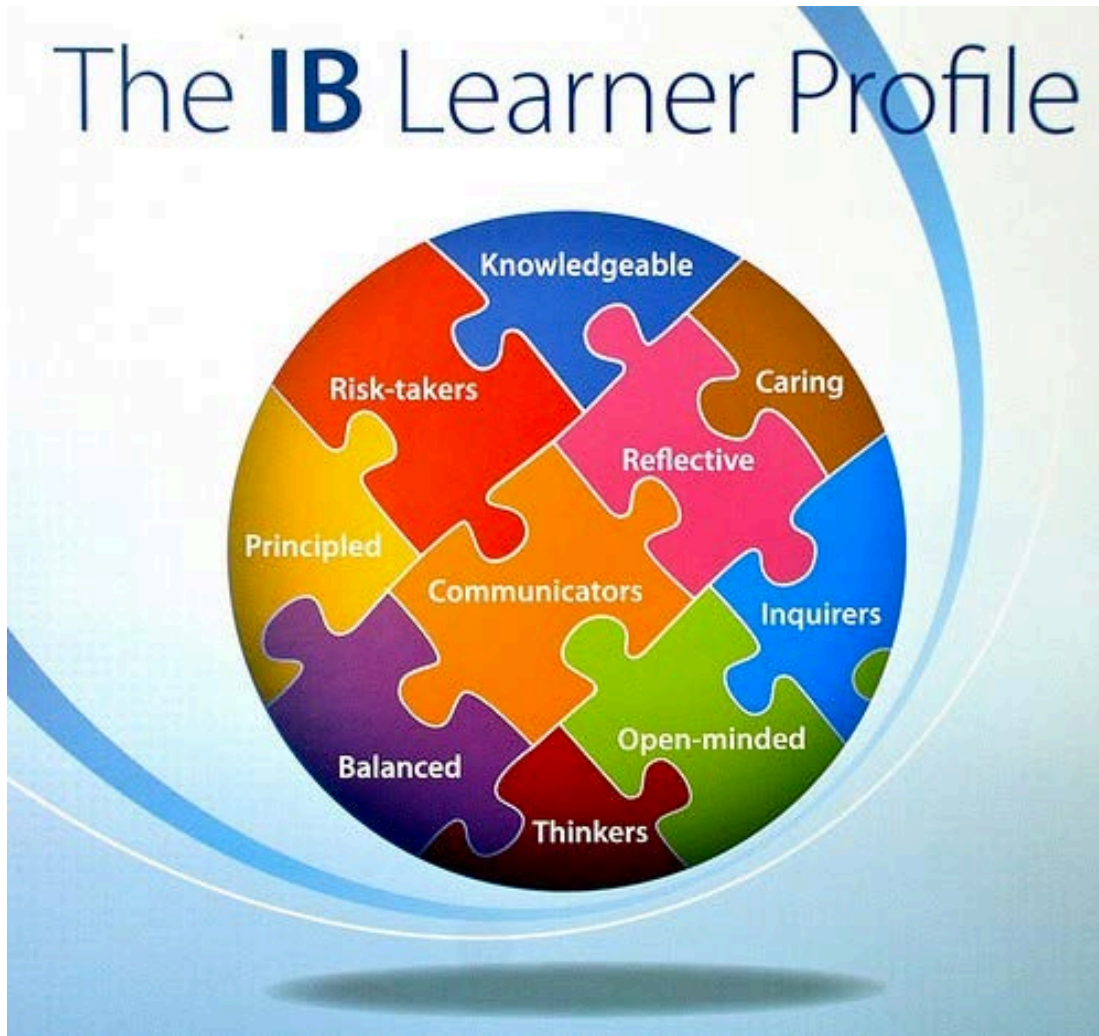 The IB Learner Profile
Knowledgeable
Caring
Risk-takers
Reflective
Principled
Communicators
Inquirers
Open-minded
Balanced
Thinkers